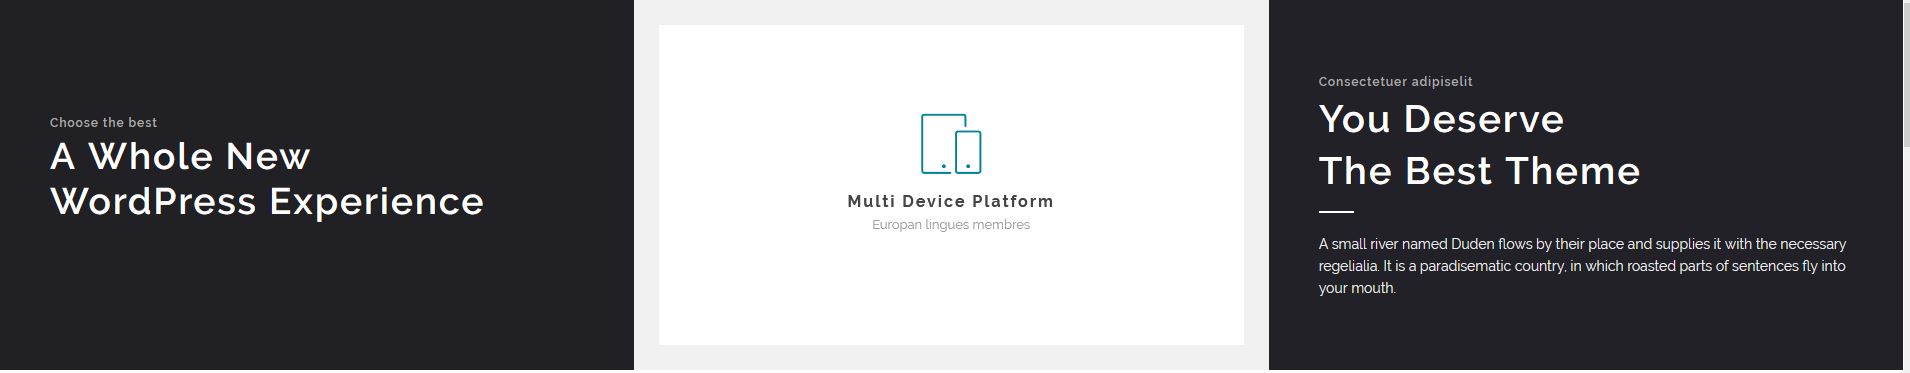 Choose the best
A Whole New
WordPress Experience
Multi Device Platform
Europan lingues membres
Consectetuer adipiselit
You Deserve
The Best Theme
A small river named Duden flows by their place and supplies it with the necessary
regelialia. It is a paradisematic country, in which roasted parts of sentences fly into
your mouth.